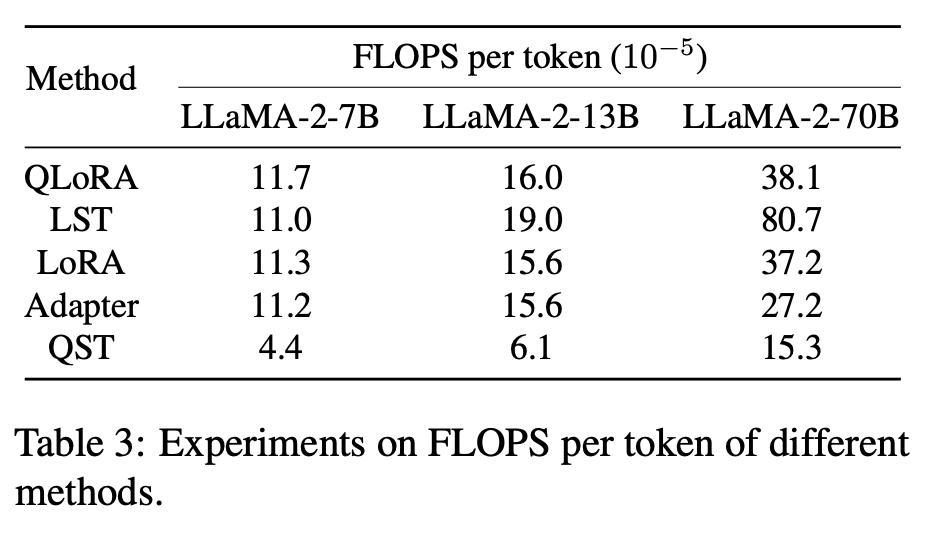 Method FLOPS per token (10⁻⁵)
LLaMA-2-7B LLaMA-2-13B LLaMA-2-70B
QLoRA 11.7 16.0 38.1
LST 11.0 19.0 80.7
LoRA 11.3 15.6 37.2
Adapter 11.2 15.6 27.2
QST 4.4 6.1 15.3
Table 3: Experiments on FLOPS per token of different
methods.